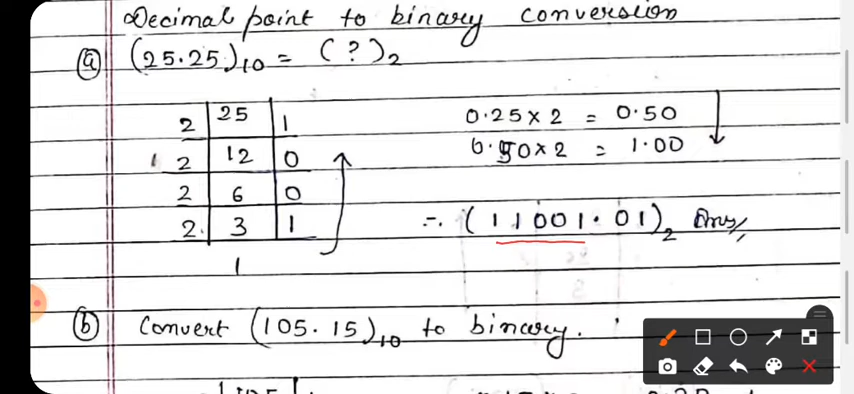 Decimal point to binary conversion
(a) (25.25)10 = ( ? )2
2 25 1
2 12 0
2 6 0
2 3 1
1
0.25 x 2 = 0.50
0.50 x 2 = 1.00
∴ (11001.01)2 Ans//
(b) Convert (105.15)10 to binary.